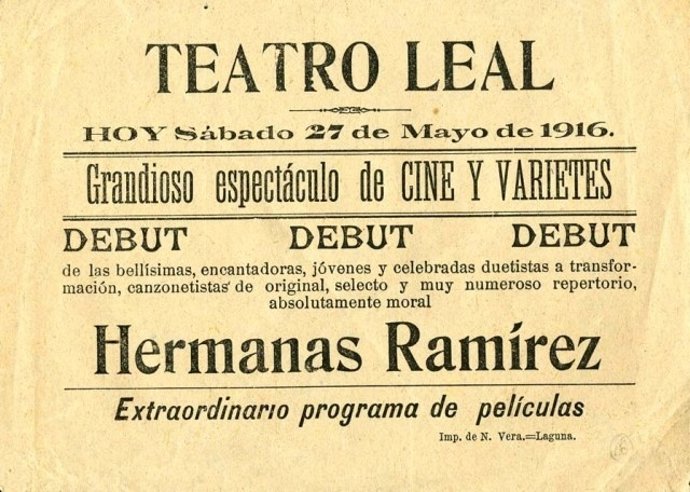 TEATRO LEAL
HOY Sábado 27 de Mayo de 1916.
Grandioso espectáculo de CINE Y VARIETES
DEBUT DEBUT DEBUT
de las bellísimas, encantadoras, jóvenes y celebradas duetistas a transfor-
mación, canzonetistas de original, selecto y muy numeroso repertorio,
absolutamente moral
Hermanas Ramírez
Extraordinario programa de películas
Imp. de N. Vera.=Laguna.